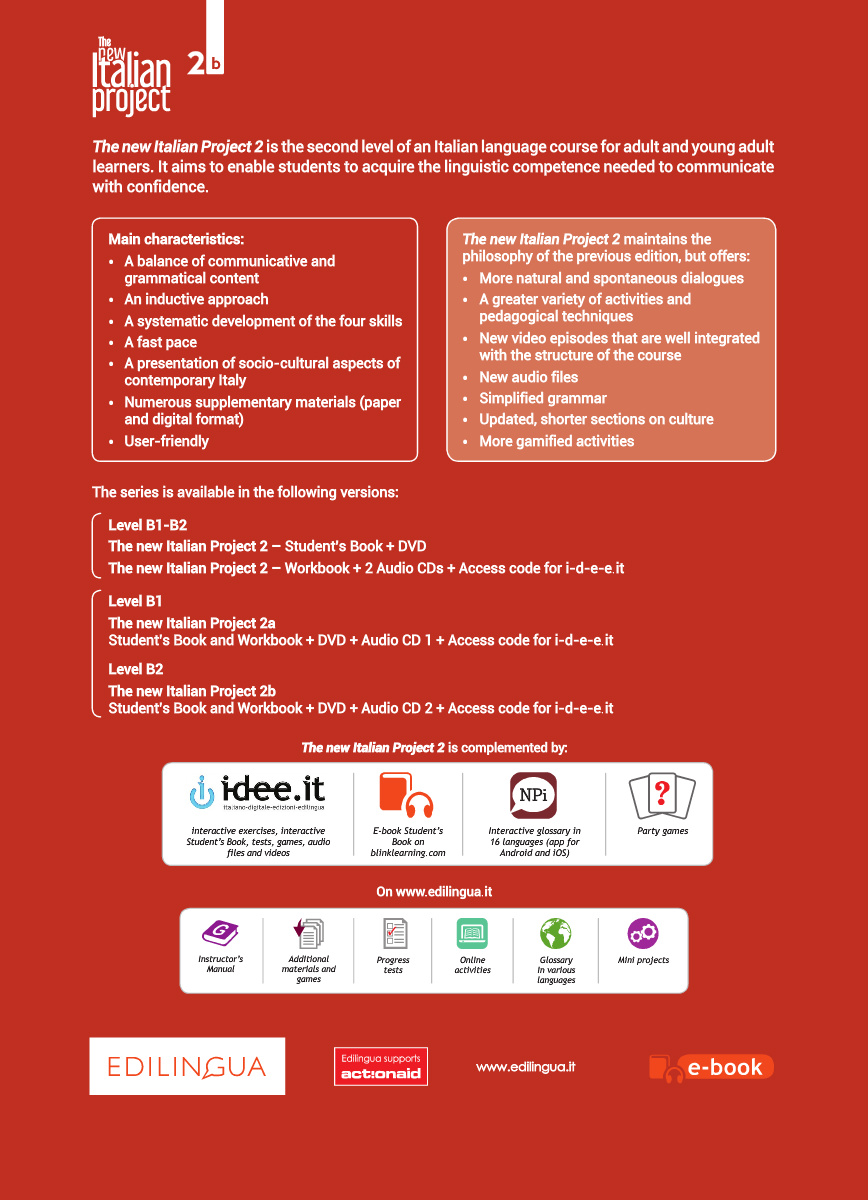 The
new
Italian
project
2b
The new Italian Project 2 is the second level of an Italian language course for adult and young adult
learners. It aims to enable students to acquire the linguistic competence needed to communicate
with confidence.
Main characteristics:
• A balance of communicative and
grammatical content
• An inductive approach
• A systematic development of the four skills
• A fast pace
• A presentation of socio-cultural aspects of
contemporary Italy
• Numerous supplementary materials (paper
and digital format)
• User-friendly
The new Italian Project 2 maintains the
philosophy of the previous edition, but offers:
• More natural and spontaneous dialogues
• A greater variety of activities and
pedagogical techniques
• New video episodes that are well integrated
with the structure of the course
• New audio files
• Simplified grammar
• Updated, shorter sections on culture
• More gamified activities
The series is available in the following versions:
Level B1-B2
The new Italian Project 2 – Student's Book + DVD
The new Italian Project 2 – Workbook + 2 Audio CDs + Access code for i-d-e-e.it
Level B1
The new Italian Project 2a
Student's Book and Workbook + DVD + Audio CD 1 + Access code for i-d-e-e.it
Level B2
The new Italian Project 2b
Student's Book and Workbook + DVD + Audio CD 2 + Access code for i-d-e-e.it
The new Italian Project 2 is complemented by:
i-d-e-e.it
italiano-digitale-edizioni-edilingua
interactive exercises, interactive
Student's Book, tests, games, audio
files and videos
E-book Student's
Book on
blinklearning.com
NPi
Interactive glossary in
16 languages (app for
Android and iOS)
?
Party games
On www.edilingua.it
G
Instructor's
Manual
Additional
materials and
games
Progress
tests
Online
activities
Glossary
in various
languages
Mini projects
EDILINGUA
Edilingua supports
act:onaid
www.edilingua.it
e-book